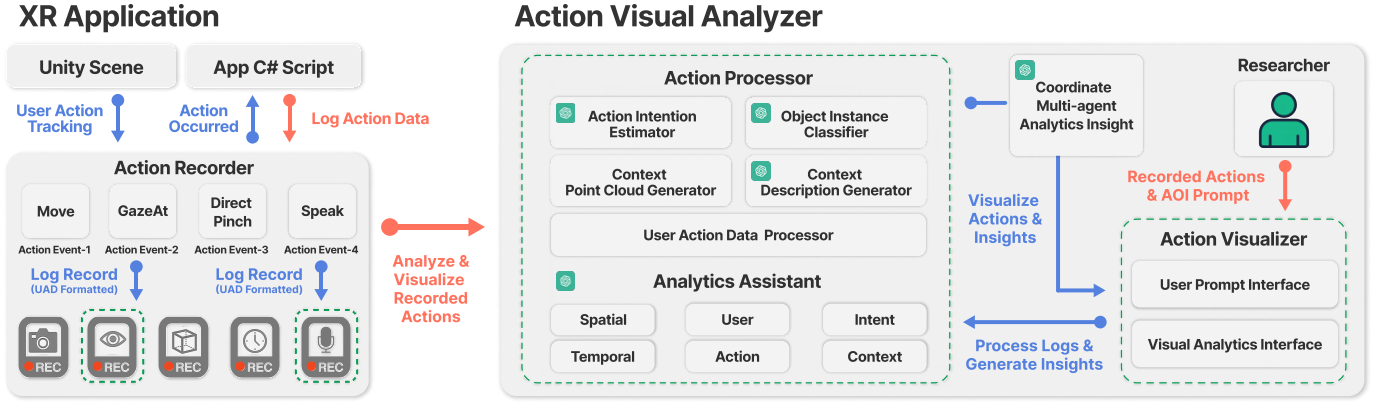 XR Application
Unity Scene
App C# Script
User Action
Tracking
Action
Occurred
Log Action Data
Action Recorder
Move
GazeAt
Direct
Pinch
Speak
Action Event-1
Action Event-2
Action Event-3
Action Event-4
Log Record
(UAD Formatted)
Log Record
(UAD Formatted)
REC
REC
REC
REC
REC
Analyze &
Visualize
Recorded
Actions
Action Visual Analyzer
Action Processor
Action Intention
Estimator
Object Instance
Classifier
Context
Point Cloud Generator
Context
Description Generator
User Action Data Processor
Analytics Assistant
Spatial
User
Intent
Temporal
Action
Context
Coordinate
Multi-agent
Analytics Insight
Visualize
Actions &
Insights
Process Logs &
Generate Insights
Researcher
Recorded Actions
& AOI Prompt
Action Visualizer
User Prompt Interface
Visual Analytics Interface